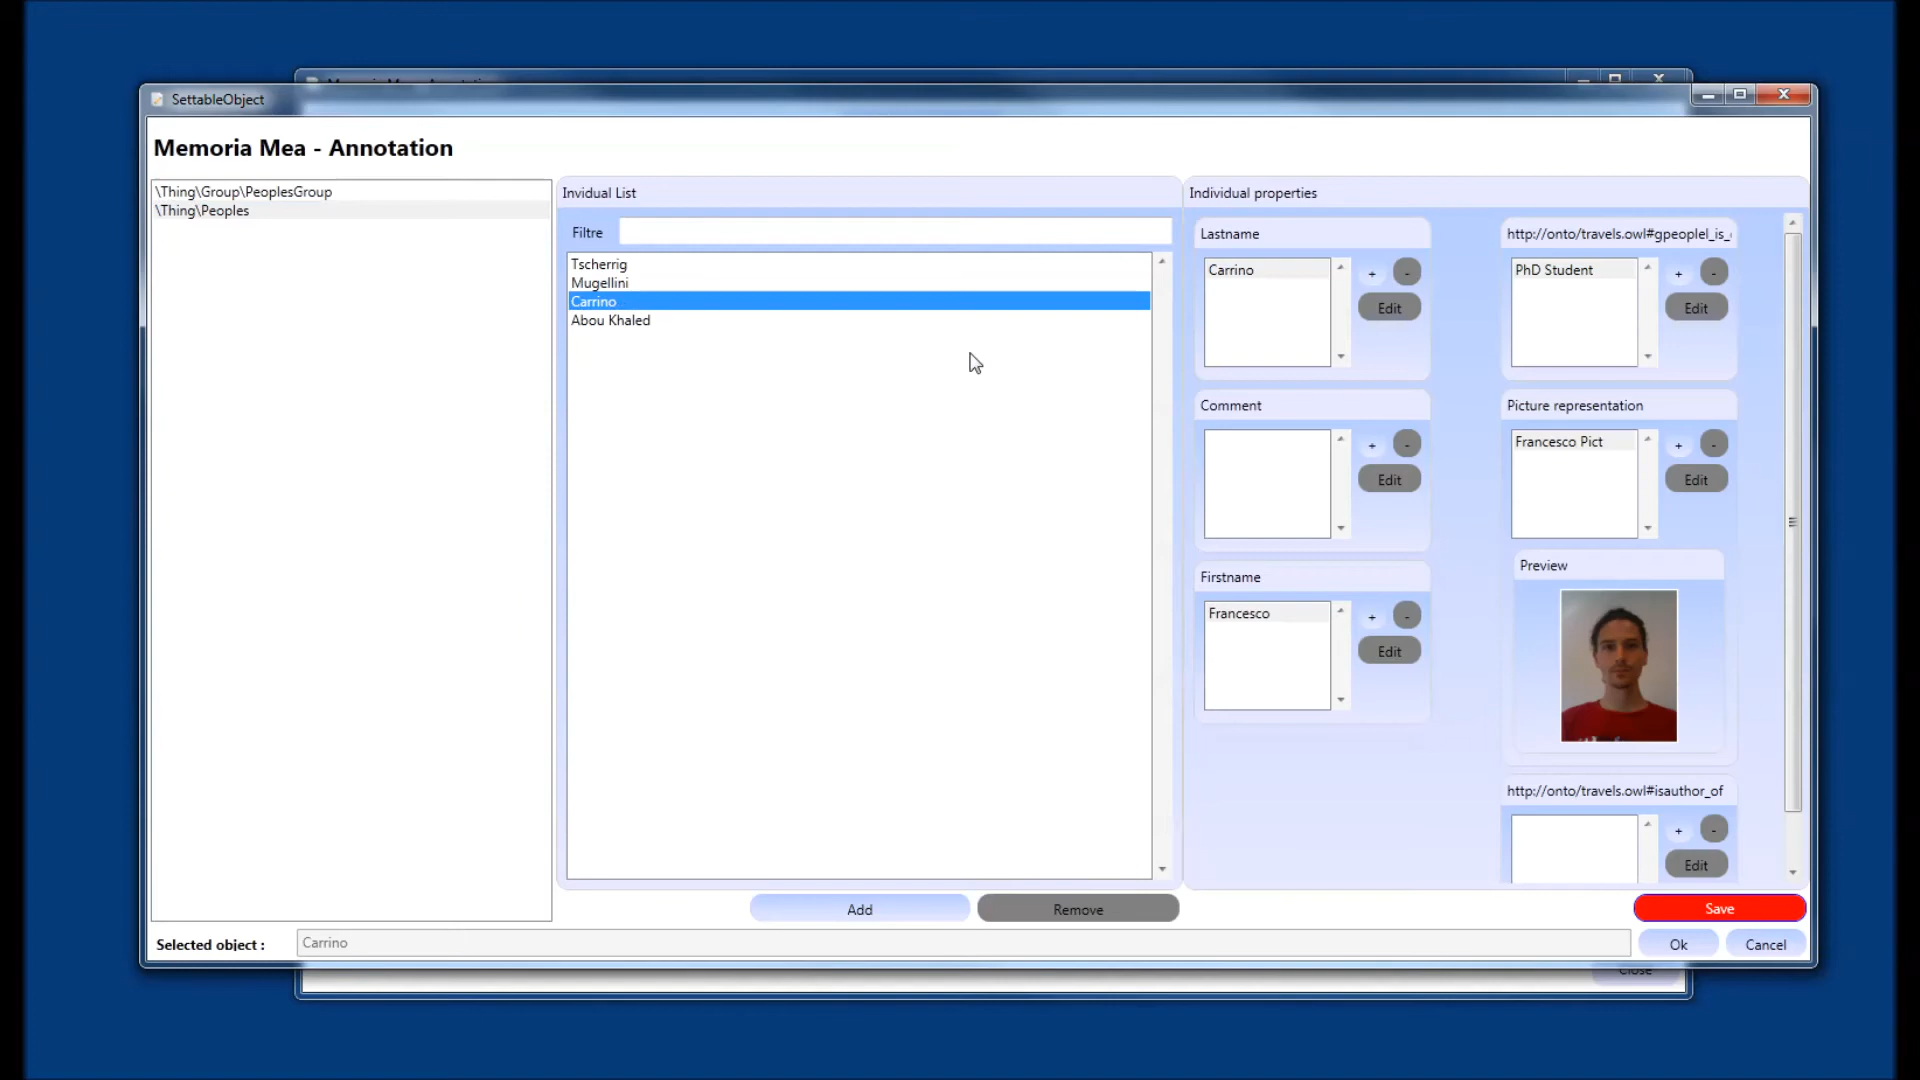 SettableObject
Memoria Mea - Annotation
\Thing\Group\PeoplesGroup
\Thing\Peoples
Invidual List
Filtre
Tscherrig
Mugellini
Carrino
Abou Khaled
Add
Remove
Individual properties
Lastname
Carrino
+
-
Edit
Comment
+
-
Edit
Firstname
Francesco
+
-
Edit
http://onto/travels.owl#gpeoplel_is_
PhD Student
+
-
Edit
Picture representation
Francesco Pict
+
-
Edit
Preview
http://onto/travels.owl#isauthor_of
+
-
Edit
Save
Selected object :
Carrino
Ok
Cancel
Close